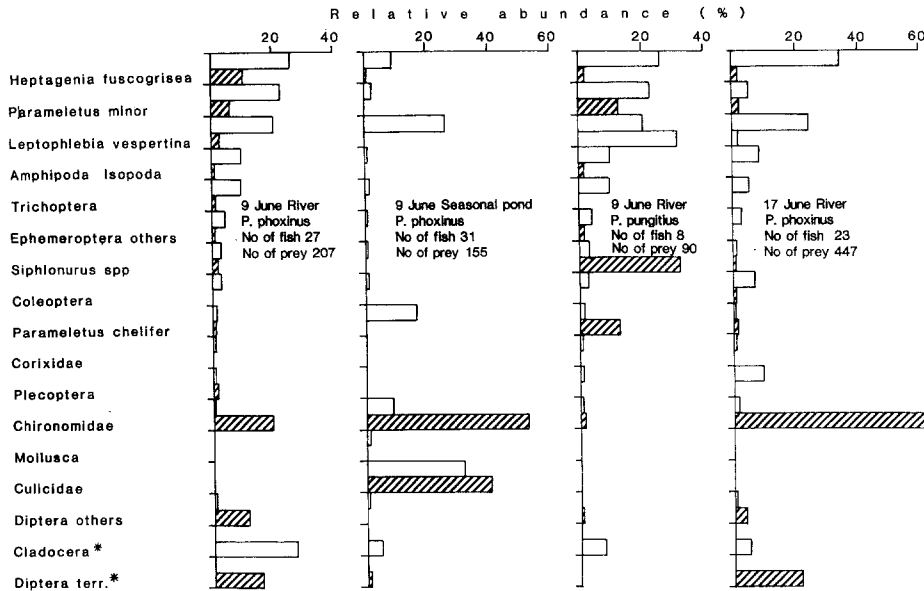 Relative abundance (%)
20 40
20 40 60
20 40
20 40 60
Heptagenia fuscogrisea
Parameletus minor
Leptophlebia vespertina
Amphipoda Isopoda
Trichoptera
Ephemeroptera others
Siphlonurus spp
Coleoptera
Parameletus chelifer
Corixidae
Plecoptera
Chironomidae
Mollusca
Culicidae
Diptera others
Cladocera*
Diptera terr.*
9 June River
P. phoxinus
No of fish 27
No of prey 207
9 June Seasonal pond
P. phoxinus
No of fish 31
No of prey 155
9 June River
P. pungitius
No of fish 8
No of prey 90
17 June River
P. phoxinus
No of fish 23
No of prey 447